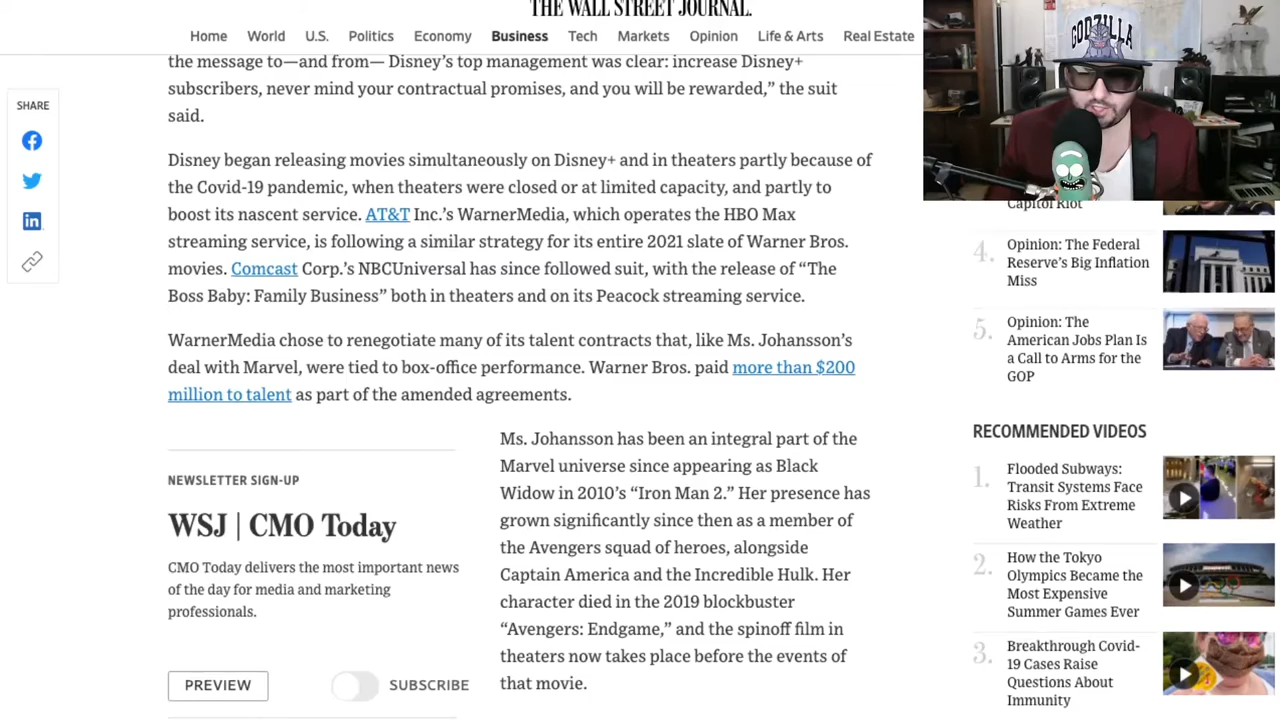 THE WALL STREET JOURNAL.
Home World U.S. Politics Economy Business Tech Markets Opinion Life & Arts Real Estate
the message to—and from— Disney's top management was clear: increase Disney+
subscribers, never mind your contractual promises, and you will be rewarded,” the suit
said.
SHARE
Disney began releasing movies simultaneously on Disney+ and in theaters partly because of
the Covid-19 pandemic, when theaters were closed or at limited capacity, and partly to
boost its nascent service. AT&T Inc.'s WarnerMedia, which operates the HBO Max
streaming service, is following a similar strategy for its entire 2021 slate of Warner Bros.
movies. Comcast Corp.'s NBCUniversal has since followed suit, with the release of “The
Boss Baby: Family Business” both in theaters and on its Peacock streaming service.
WarnerMedia chose to renegotiate many of its talent contracts that, like Ms. Johansson's
deal with Marvel, were tied to box-office performance. Warner Bros. paid more than $200
million to talent as part of the amended agreements.
NEWSLETTER SIGN-UP
WSJ | CMO Today
CMO Today delivers the most important news
of the day for media and marketing
professionals.
PREVIEW
SUBSCRIBE
Ms. Johansson has been an integral part of the
Marvel universe since appearing as Black
Widow in 2010's “Iron Man 2.” Her presence has
grown significantly since then as a member of
the Avengers squad of heroes, alongside
Captain America and the Incredible Hulk. Her
character died in the 2019 blockbuster
“Avengers: Endgame,” and the spinoff film in
theaters now takes place before the events of
that movie.
GODZILLA
Capitol Riot
4. Opinion: The Federal
Reserve's Big Inflation
Miss
5. Opinion: The
American Jobs Plan Is
a Call to Arms for the
GOP
RECOMMENDED VIDEOS
1. Flooded Subways:
Transit Systems Face
Risks From Extreme
Weather
2. How the Tokyo
Olympics Became the
Most Expensive
Summer Games Ever
3. Breakthrough Covid-
19 Cases Raise
Questions About
Immunity